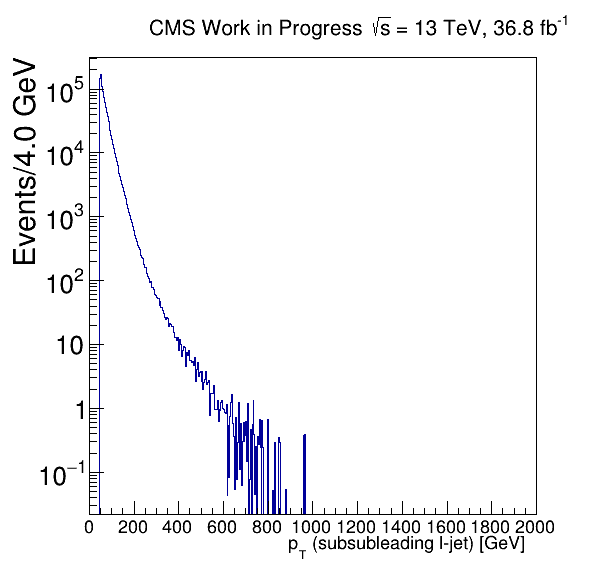 CMS Work in Progress √s = 13 TeV, 36.8 fb⁻¹
Events/4.0 GeV
10⁵
10⁴
10³
10²
10
1
10⁻¹
0 200 400 600 800 1000 1200 1400 1600 1800 2000
p_T (subsubleading l-jet) [GeV]